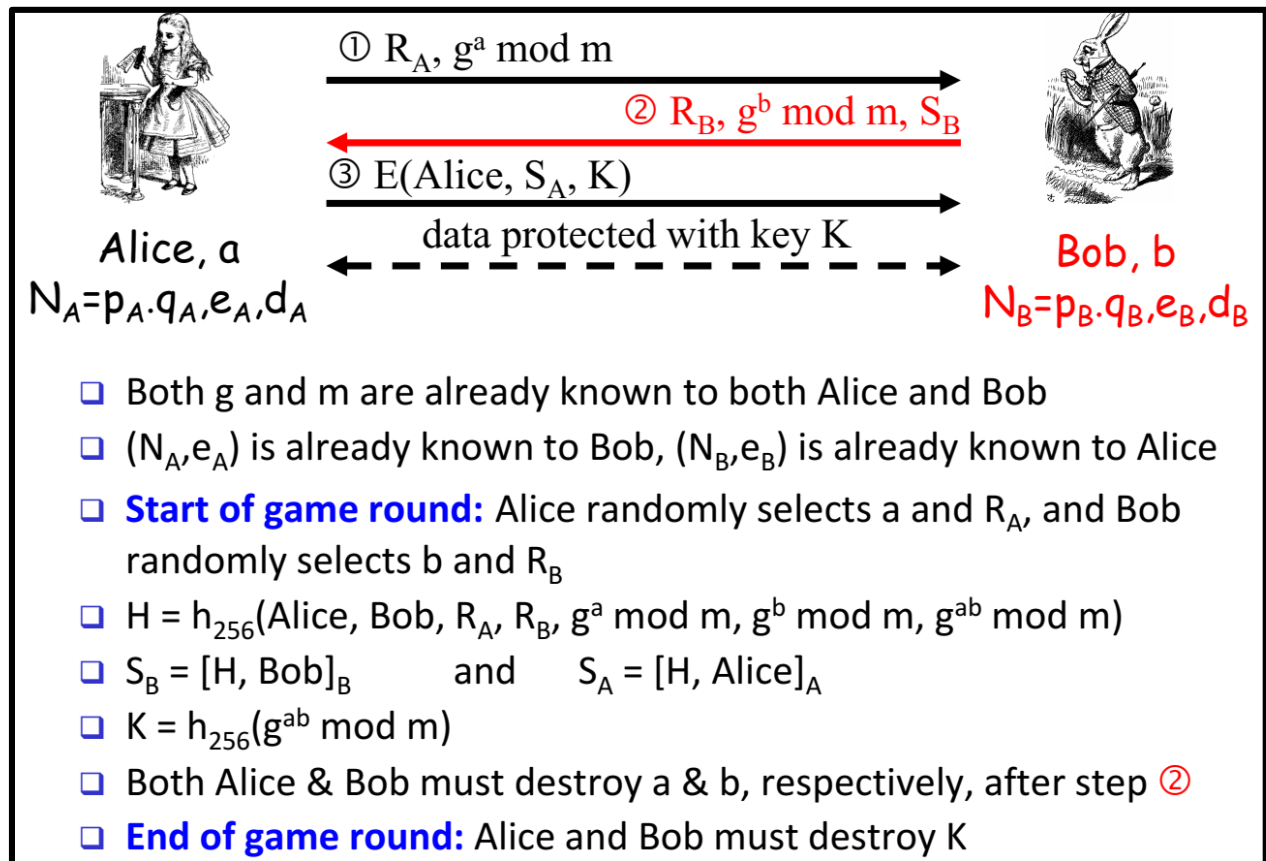 ① R_A, g^a mod m
② R_B, g^b mod m, S_B
③ E(Alice, S_A, K)
data protected with key K
Alice, a
N_A=p_A.q_A,e_A,d_A
Bob, b
N_B=p_B.q_B,e_B,d_B
❑ Both g and m are already known to both Alice and Bob
❑ (N_A,e_A) is already known to Bob, (N_B,e_B) is already known to Alice
❑ Start of game round: Alice randomly selects a and R_A, and Bob
randomly selects b and R_B
❑ H = h_256(Alice, Bob, R_A, R_B, g^a mod m, g^b mod m, g^ab mod m)
❑ S_B = [H, Bob]_B and S_A = [H, Alice]_A
❑ K = h_256(g^ab mod m)
❑ Both Alice & Bob must destroy a & b, respectively, after step ②
❑ End of game round: Alice and Bob must destroy K